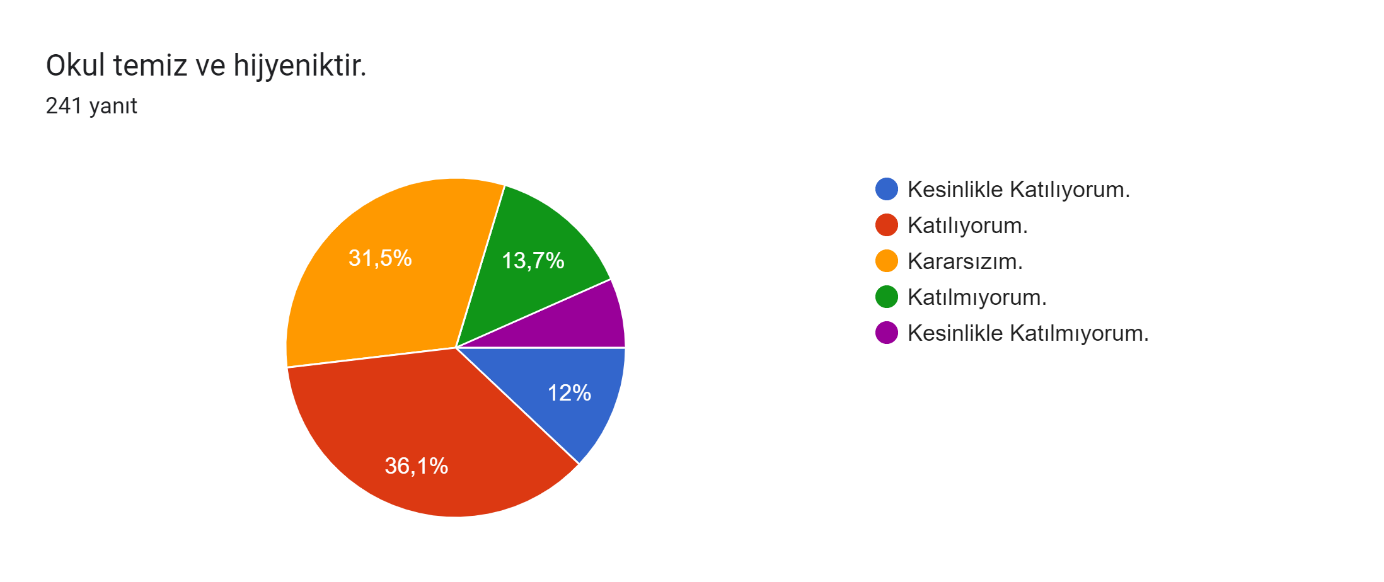 Okul temiz ve hijyeniktir.
241 yanıt
31,5%
13,7%
12%
36,1%
Kesinlikle Katılıyorum.
Katılıyorum.
Kararsızım.
Katılmıyorum.
Kesinlikle Katılmıyorum.